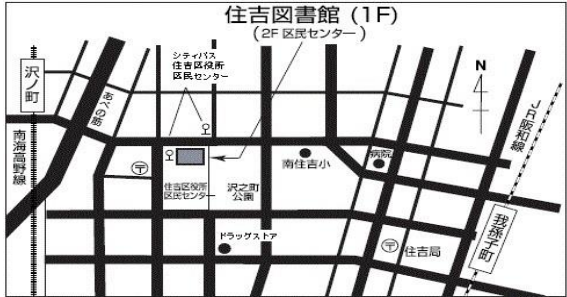 住吉図書館 (1F)
(2F 区民センター)
シティバス
住吉区役所
区民センター
N
沢ノ町
あべの筋
JR阪和線
南海高野線
〒
南住吉小
病院
住吉区役所
区民センター
沢之町
公園
ドラッグストア
〒
住吉局
我孫子町